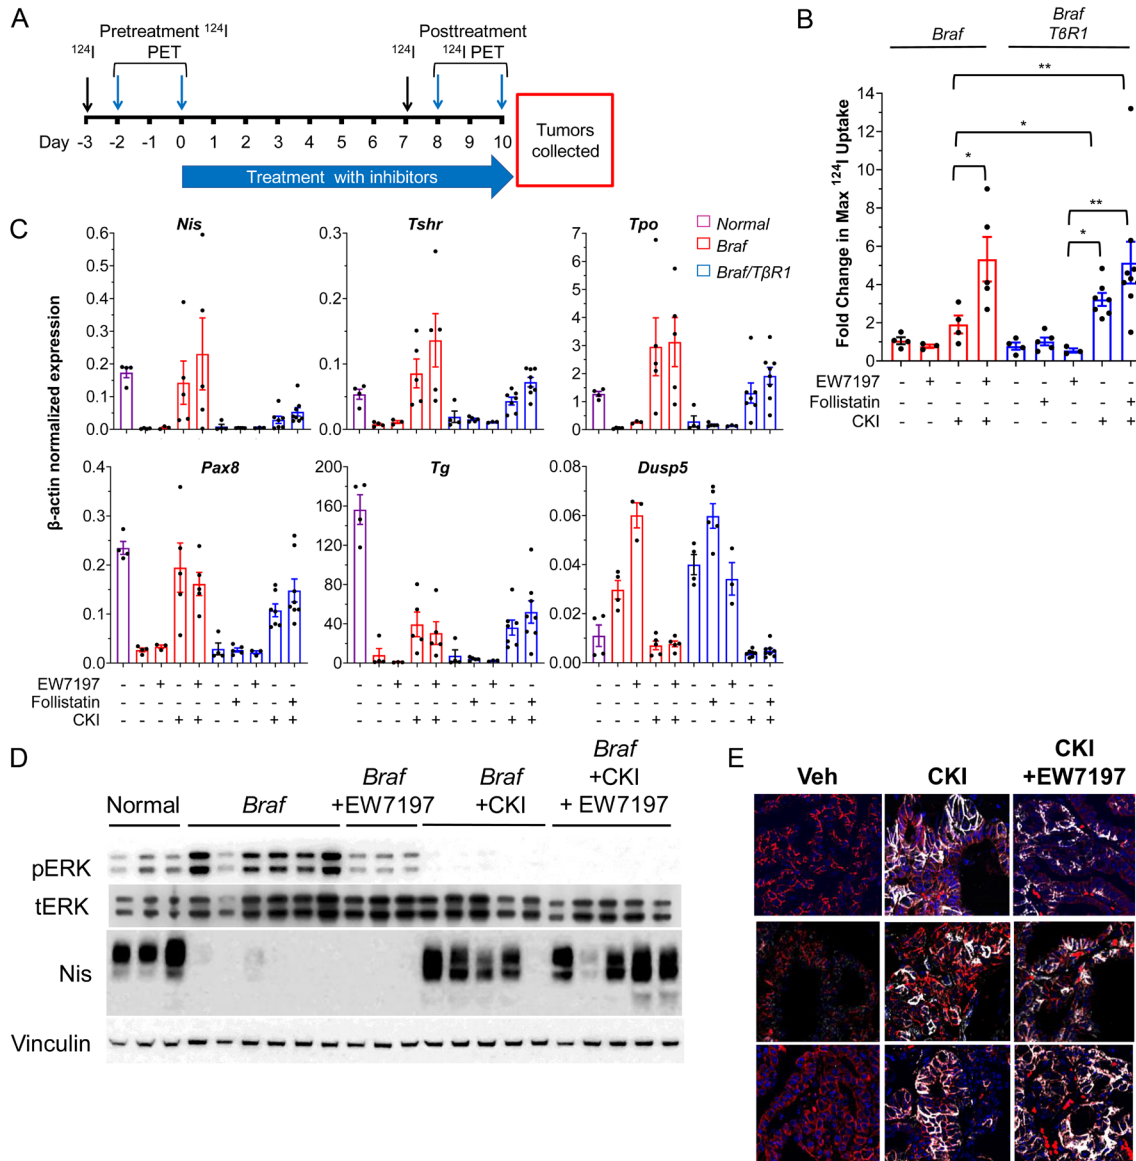 A
Pretreatment ¹²⁴I
PET
Posttreatment
¹²⁴I PET
¹²⁴I
¹²⁴I
Day -3 -2 -1 0 1 2 3 4 5 6 7 8 9 10
Treatment with inhibitors
Tumors
collected
B
Braf
Braf
TβR1
**
*
*
**
*
Fold Change in Max ¹²⁴I Uptake
14
12
10
8
6
4
2
0
EW7197 - + - + - - + - -
Follistatin - - - - - + - - +
CKI - - + + - - - + +
C
β-actin normalized expression
Normal
Braf
Braf/TβR1
Nis
0.6
0.5
0.4
0.3
0.2
0.1
0.0
Tshr
0.3
0.2
0.1
0.0
Tpo
7
6
5
4
3
2
1
0
Pax8
0.4
0.3
0.2
0.1
0.0
Tg
200
160
120
80
40
0
Dusp5
0.08
0.06
0.04
0.02
0.00
EW7197 - - + - + - - + - - - - + - + - - + - - - - + - + - - + - -
Follistatin - - - - - - + - - + - - - - - - + - - + - - - - - - + - - +
CKI - - - + + - - - + + - - - + + - - - + + - - - + + - - - + +
D
Normal
Braf
Braf
+EW7197
Braf
+CKI
Braf
+CKI
+ EW7197
pERK
tERK
Nis
Vinculin
E
Veh
CKI
CKI
+EW7197